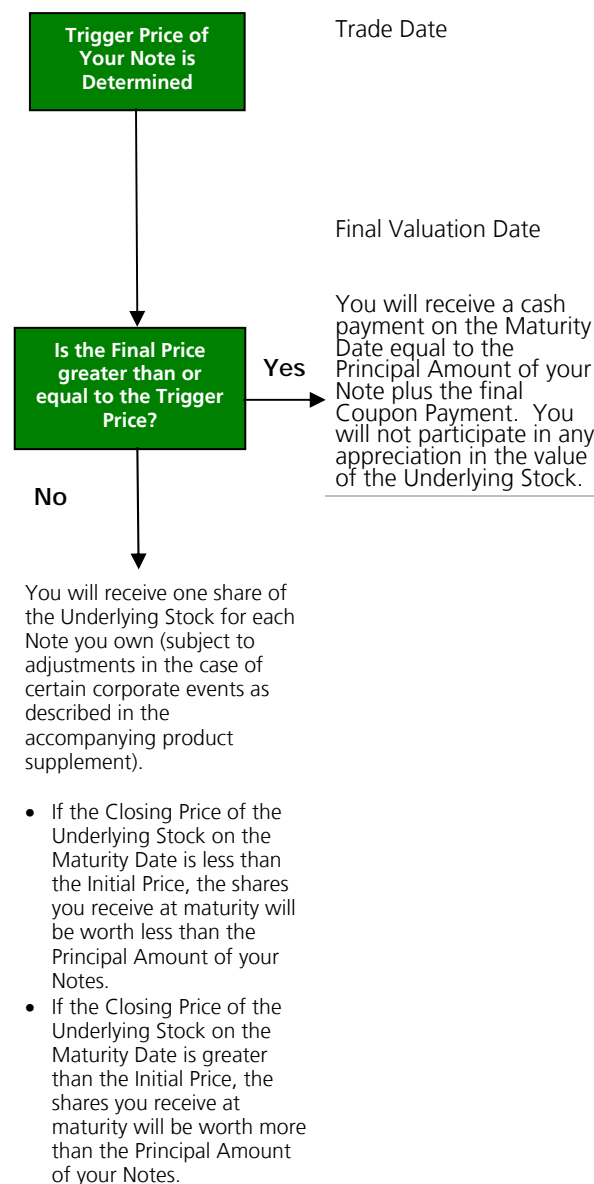 Trigger Price of
Your Note is
Determined
Trade Date
Final Valuation Date
Is the Final Price
greater than or
equal to the Trigger
Price?
Yes
You will receive a cash
payment on the Maturity
Date equal to the
Principal Amount of your
Note plus the final
Coupon Payment.  You
will not participate in any
appreciation in the value
of the Underlying Stock.
No
You will receive one share of
the Underlying Stock for each
Note you own (subject to
adjustments in the case of
certain corporate events as
described in the
accompanying product
supplement).
• If the Closing Price of the
Underlying Stock on the
Maturity Date is less than
the Initial Price, the shares
you receive at maturity will
be worth less than the
Principal Amount of your
Notes.
• If the Closing Price of the
Underlying Stock on the
Maturity Date is greater
than the Initial Price, the
shares you receive at
maturity will be worth more
than the Principal Amount
of your Notes.